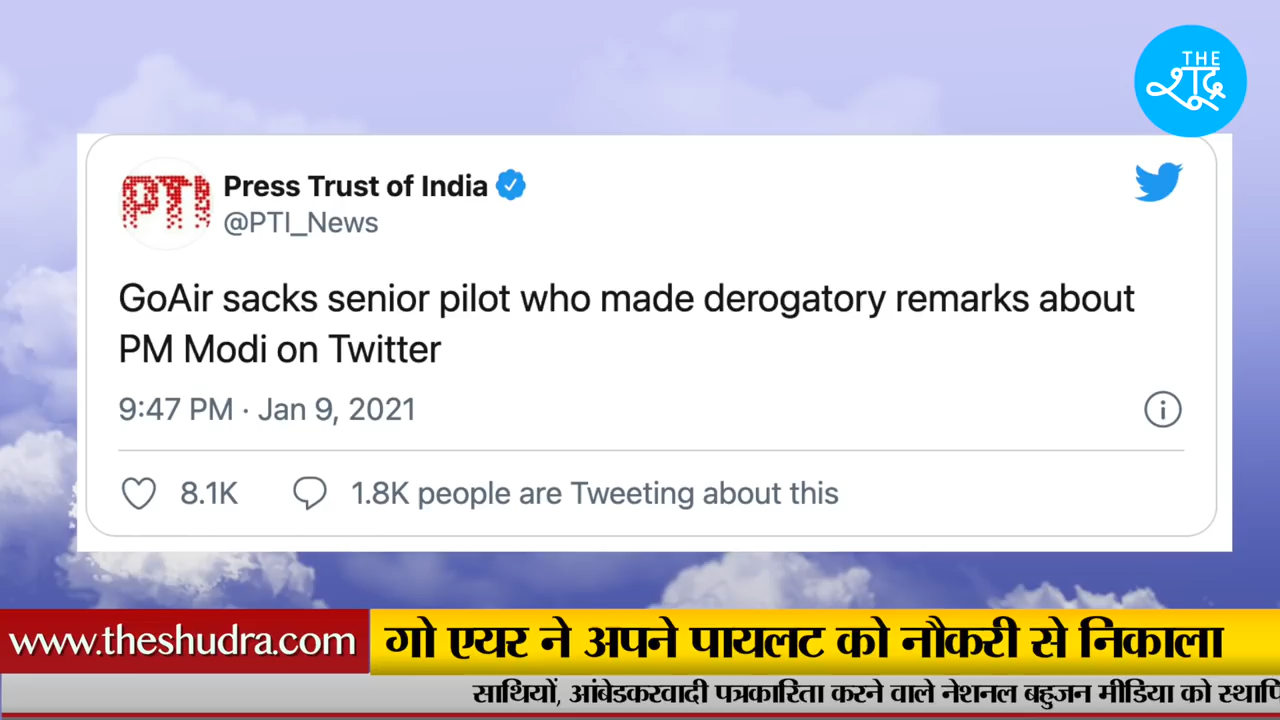 THE
शूद्र
PTI
Press Trust of India
@PTI_News
GoAir sacks senior pilot who made derogatory remarks about
PM Modi on Twitter
9:47 PM · Jan 9, 2021
8.1K 1.8K people are Tweeting about this
www.theshudra.com
गो एयर ने अपने पायलट को नौकरी से निकाला
साथियों, आंबेडकरवादी पत्रकारिता करने वाले नेशनल बहुजन मीडिया को